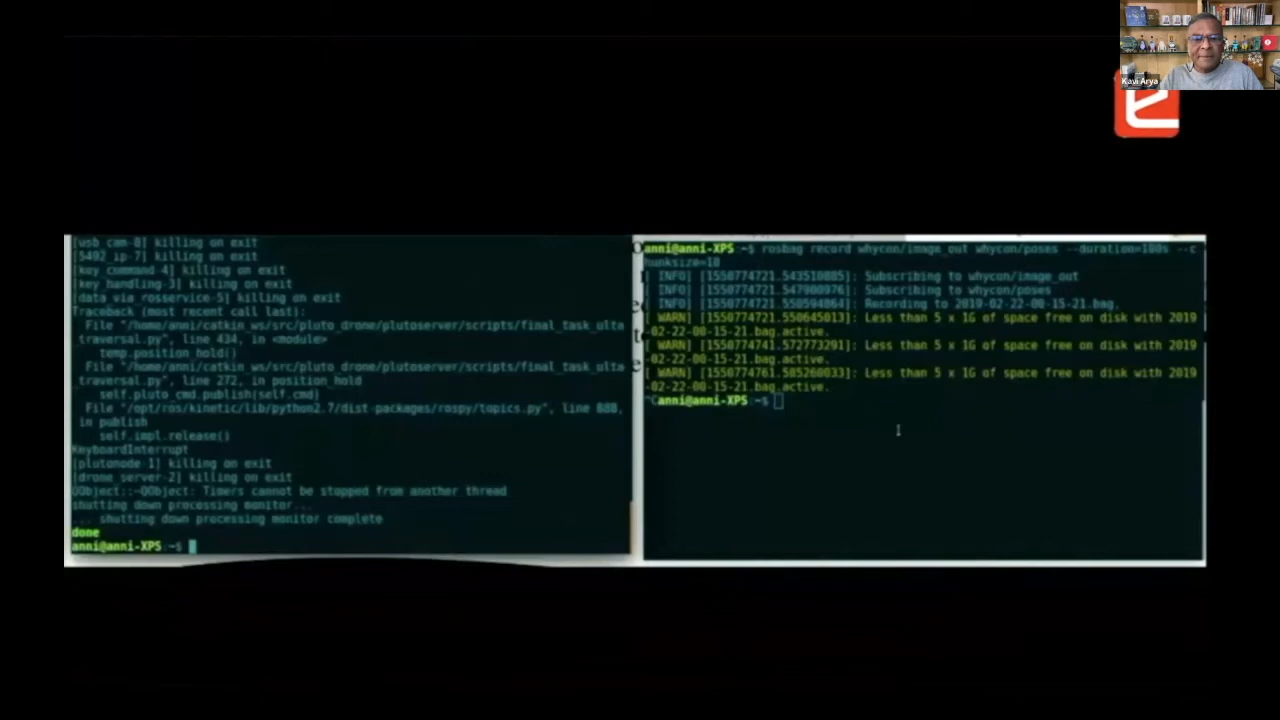 Kavi Arya
[usb_cam-8] killing on exit
[5492_ip-7] killing on exit
[key_command-4] killing on exit
[key_handling-3] killing on exit
[data_via_rosservice-5] killing on exit
Traceback (most recent call last):
File "/home/anni/catkin_ws/src/pluto_drone/plutoserver/scripts/final_task_ulta
traversal.py", line 434, in <module>
temp.position_hold()
File "/home/anni/catkin_ws/src/pluto_drone/plutoserver/scripts/final_task_ulta
traversal.py", line 272, in position_hold
self.pluto_cmd.publish(self.cmd)
File "/opt/ros/kinetic/lib/python2.7/dist-packages/rospy/topics.py", line 888,
in publish
self.impl.release()
KeyboardInterrupt
[plutonode-1] killing on exit
[drone_server-2] killing on exit
QObject::~QObject: Timers cannot be stopped from another thread
shutting down processing monitor...
... shutting down processing monitor complete
done
anni@anni-XPS:~$
anni@anni-XPS:~$ rosbag record whycon/image_out whycon/poses --duration=180s --c
hunksize=10
[ INFO] [1550774721.543510885]: Subscribing to whycon/image_out
[ INFO] [1550774721.547980976]: Subscribing to whycon/poses
[ INFO] [1550774721.550594864]: Recording to 2019-02-22-00-15-21.bag.
[ WARN] [1550774721.550645013]: Less than 5 x 1G of space free on disk with 2019
-02-22-00-15-21.bag.active.
[ WARN] [1550774741.572773291]: Less than 5 x 1G of space free on disk with 2019
-02-22-00-15-21.bag.active.
[ WARN] [1550774761.585260033]: Less than 5 x 1G of space free on disk with 2019
-02-22-00-15-21.bag.active.
^Canni@anni-XPS:~$